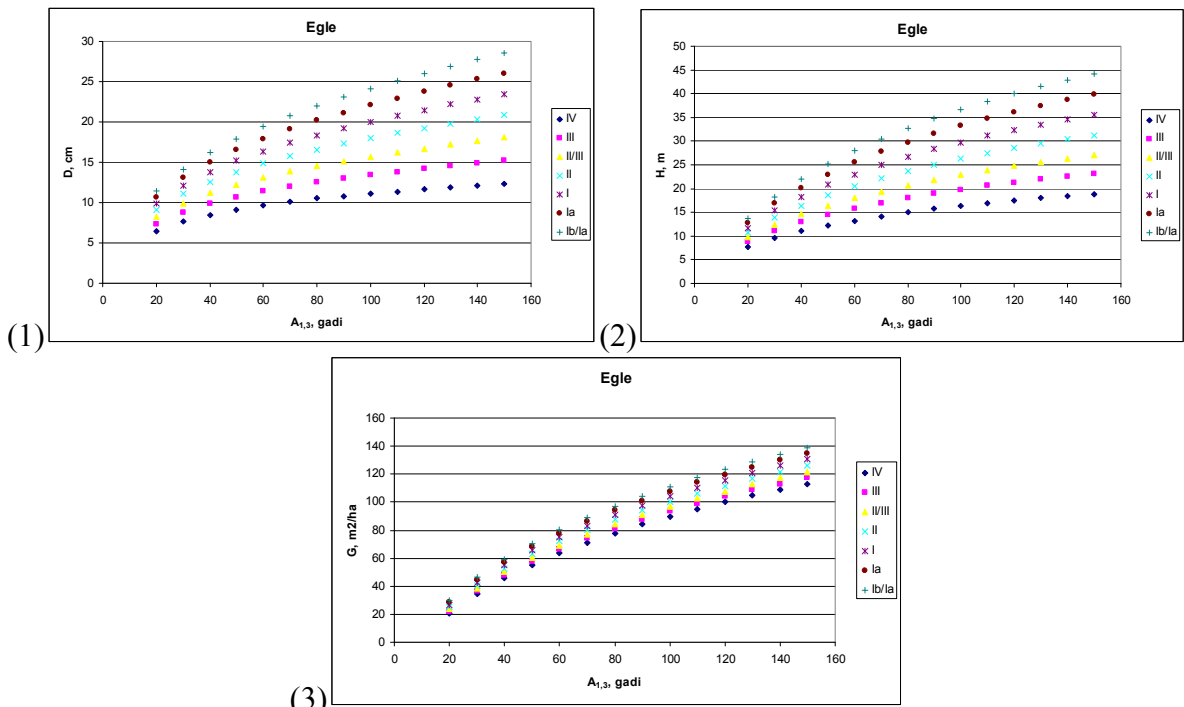 Egle
30
25
20
15
10
5
0
D, cm
0 20 40 60 80 100 120 140 160
A1,3, gadi
IV
III
II/III
II
I
Ia
Ib/Ia
(1)
Egle
50
45
40
35
30
25
20
15
10
5
0
H, m
0 20 40 60 80 100 120 140 160
A1,3, gadi
IV
III
II/III
II
I
Ia
Ib/Ia
(2)
Egle
160
140
120
100
80
60
40
20
0
G, m2/ha
0 20 40 60 80 100 120 140 160
A1,3, gadi
IV
III
II/III
II
I
Ia
Ib/Ia
(3)